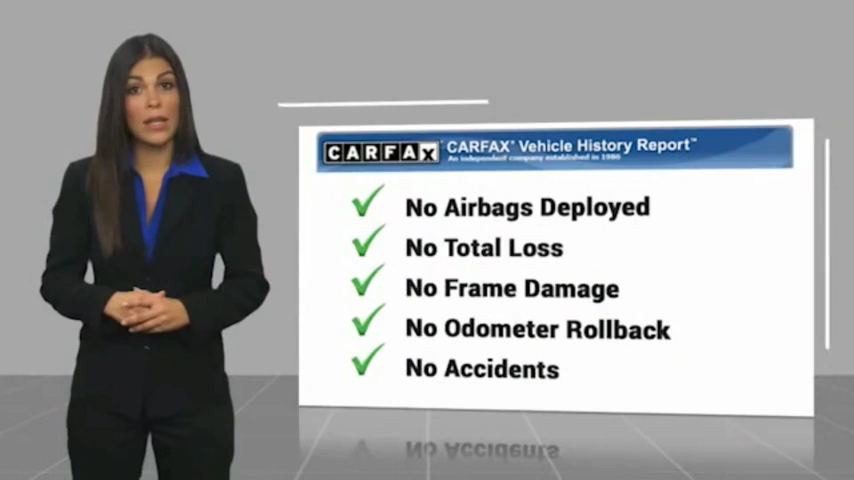 CARFAX CARFAX® Vehicle History Report™
An independent company established in 1986
No Airbags Deployed
No Total Loss
No Frame Damage
No Odometer Rollback
No Accidents
No Accidents